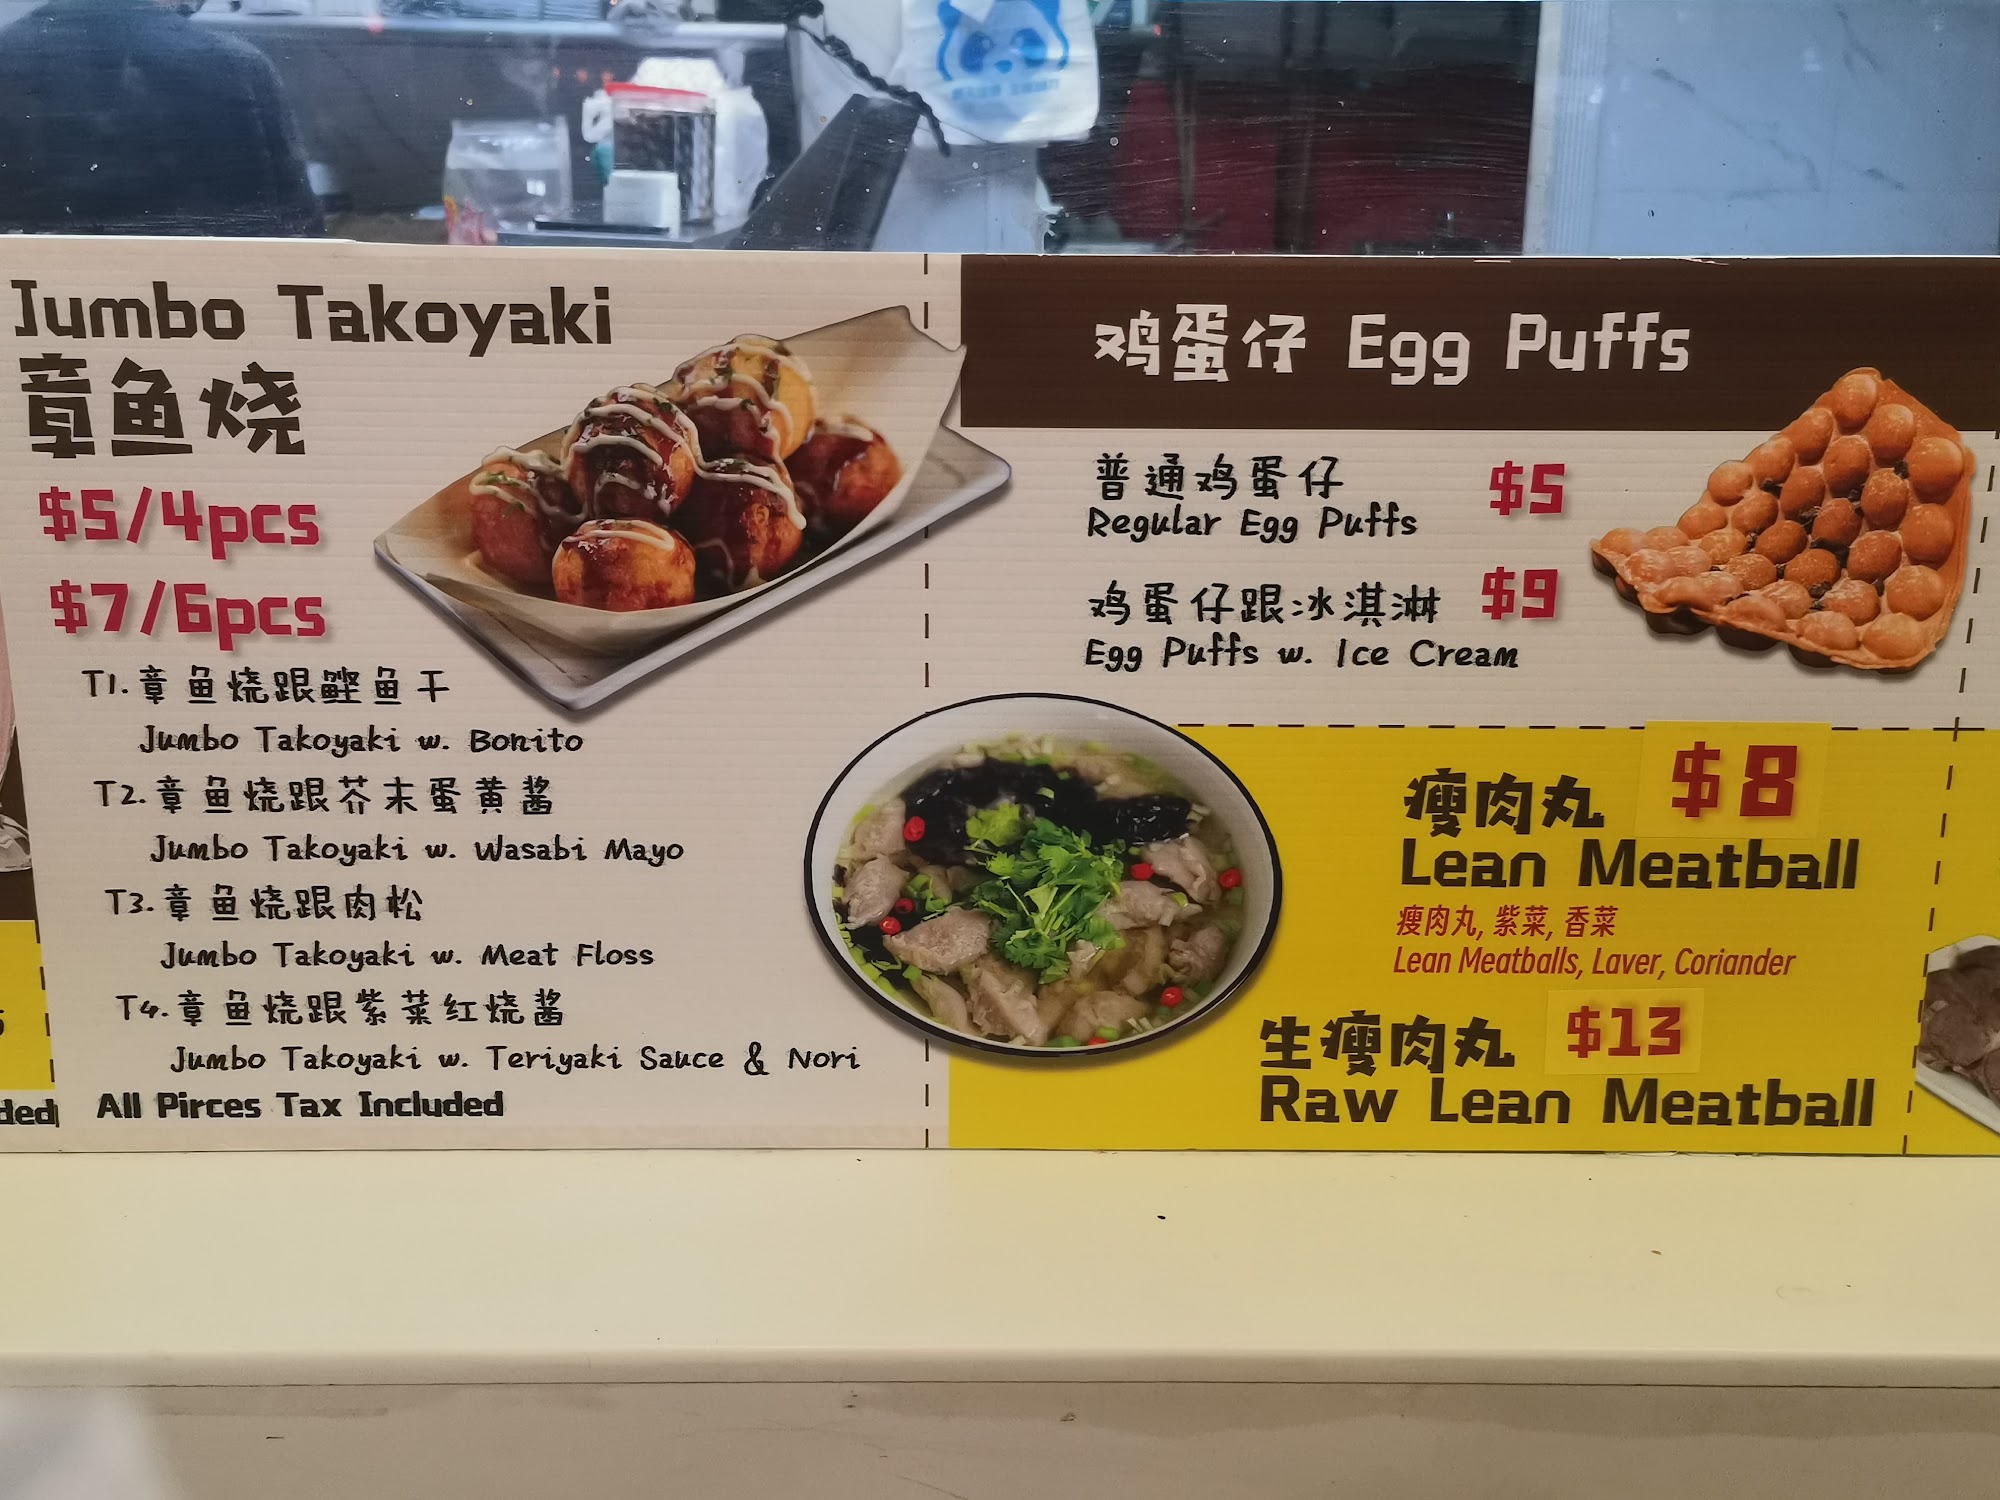 Jumbo Takoyaki
章鱼烧
$5/4pcs
$7/6pcs
T1.章鱼烧跟鲣鱼干
Jumbo Takoyaki w. Bonito
T2.章鱼烧跟芥末蛋黄酱
Jumbo Takoyaki w. Wasabi Mayo
T3.章鱼烧跟肉松
Jumbo Takoyaki w. Meat Floss
T4.章鱼烧跟紫菜红烧酱
Jumbo Takoyaki w. Teriyaki Sauce & Nori
ded
All Pirces Tax Included
鸡蛋仔 Egg Puffs
普通鸡蛋仔 $5
Regular Egg Puffs
鸡蛋仔跟冰淇淋 $9
Egg Puffs w. Ice Cream
瘦肉丸 $8
Lean Meatball
瘦肉丸, 紫菜, 香菜
Lean Meatballs, Laver, Coriander
生瘦肉丸 $13
Raw Lean Meatball